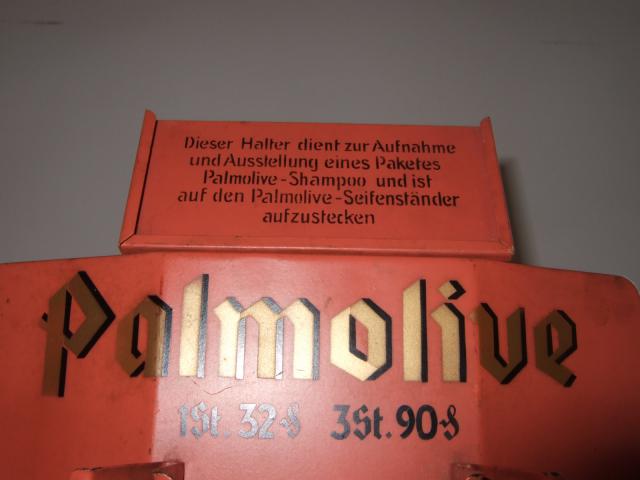 Dieser Halter dient zur Aufnahme
und Ausstellung eines Paketes
Palmolive-Shampoo und ist
auf den Palmolive-Seifenständer
aufzustecken
Palmolive
1St. 32₰ 3St. 90₰